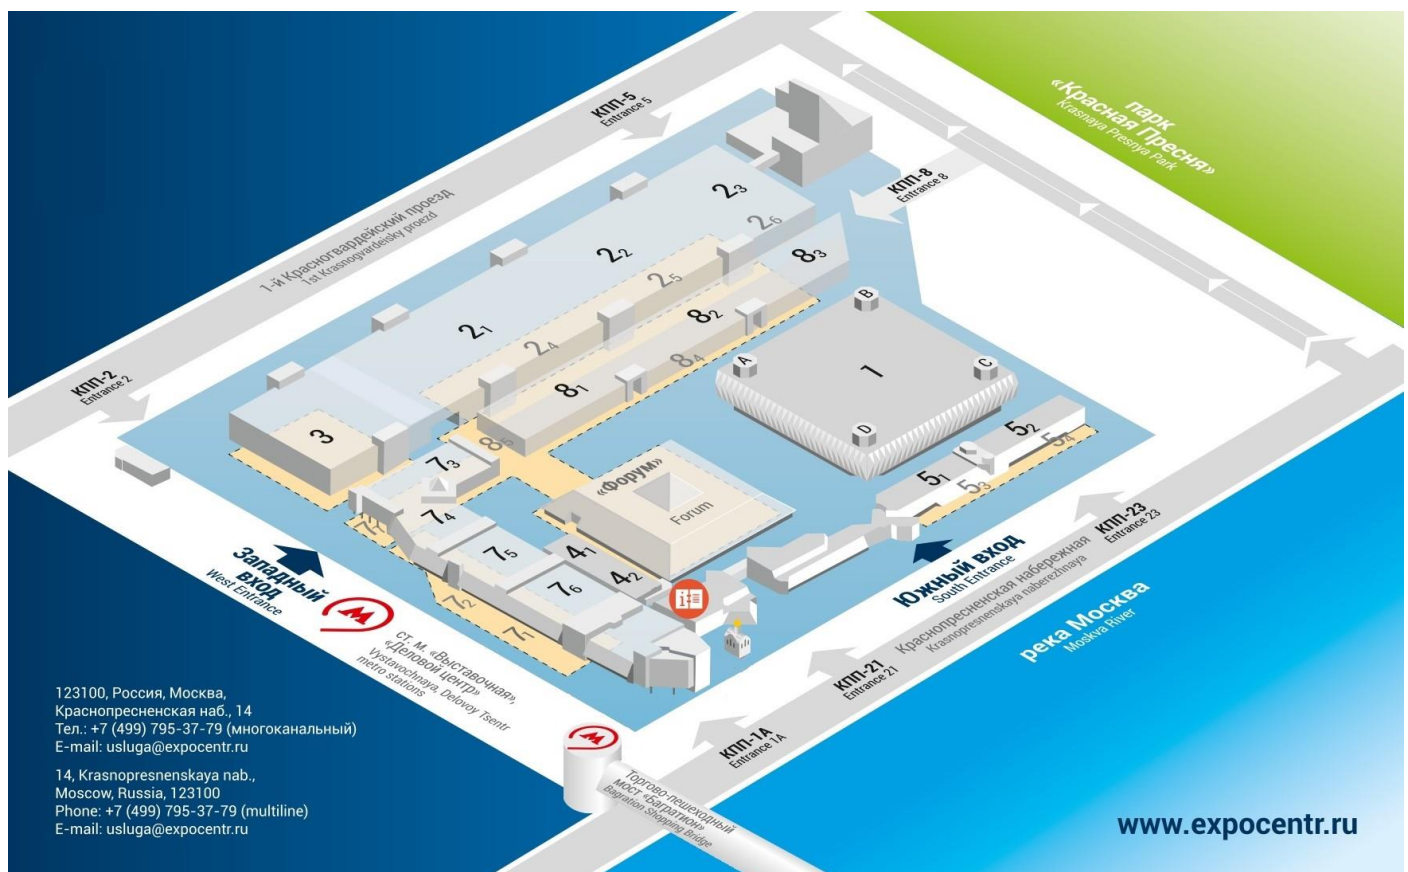 КПП-5
Entrance 5
парк
«Красная Пресня»
Krasnaya Presnya Park
КПП-8
Entrance 8
1-й Красногвардейский проезд
1st Krasnogvardeisky proezd
2₃
2₆
2₂
8₃
2₅
B
2₁
8₂
2₄
8₄
A
1
C
КПП-2
Entrance 2
8₁
3
8₅
D
5₂
5₄
7₃
5₁
5₃
«Форум»
Forum
7₄
КПП-23
Entrance 23
7₅
4₁
4₂
7₆
7₂
7₁
Западный
вход
West Entrance
Южный вход
South Entrance
Краснопресненская набережная
Krasnopresnenskaya naberezhnaya
река Москва
Moskva River
i
М
ст. м. «Выставочная»,
«Деловой центр»
Vystavochnaya, Delovoy Tsentr
metro stations
КПП-21
Entrance 21
КПП-1А
Entrance 1A
М
Торгово-пешеходный
мост «Багратион»
Bagration Shopping Bridge
123100, Россия, Москва,
Краснопресненская наб., 14
Тел.: +7 (499) 795-37-79 (многоканальный)
E-mail: usluga@expocentr.ru
14, Krasnopresnenskaya nab.,
Moscow, Russia, 123100
Phone: +7 (499) 795-37-79 (multiline)
E-mail: usluga@expocentr.ru
www.expocentr.ru